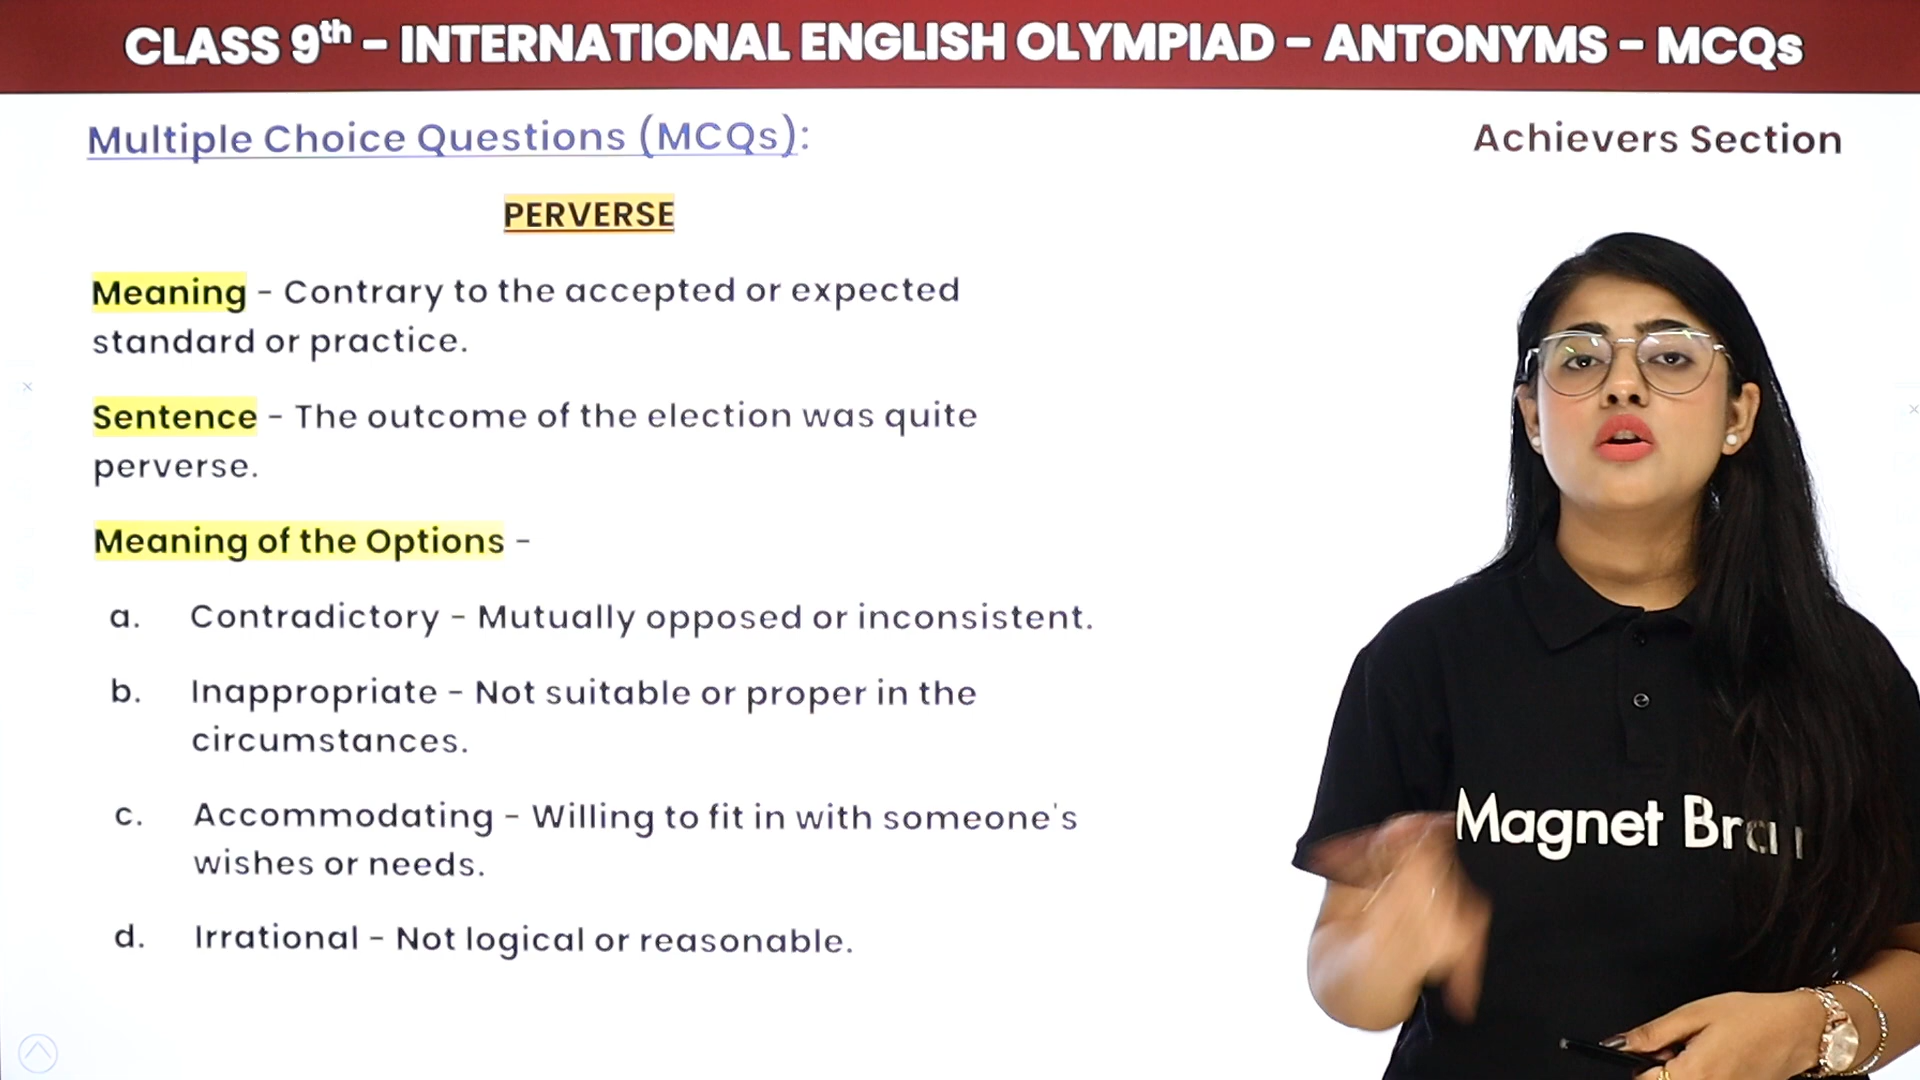 CLASS 9th - INTERNATIONAL ENGLISH OLYMPIAD - ANTONYMS - MCQs
Multiple Choice Questions (MCQs):
Achievers Section
PERVERSE
Meaning - Contrary to the accepted or expected
standard or practice.
Sentence - The outcome of the election was quite
perverse.
Meaning of the Options -
a. Contradictory - Mutually opposed or inconsistent.
b. Inappropriate - Not suitable or proper in the
circumstances.
c. Accommodating - Willing to fit in with someone's
wishes or needs.
d. Irrational - Not logical or reasonable.
Magnet